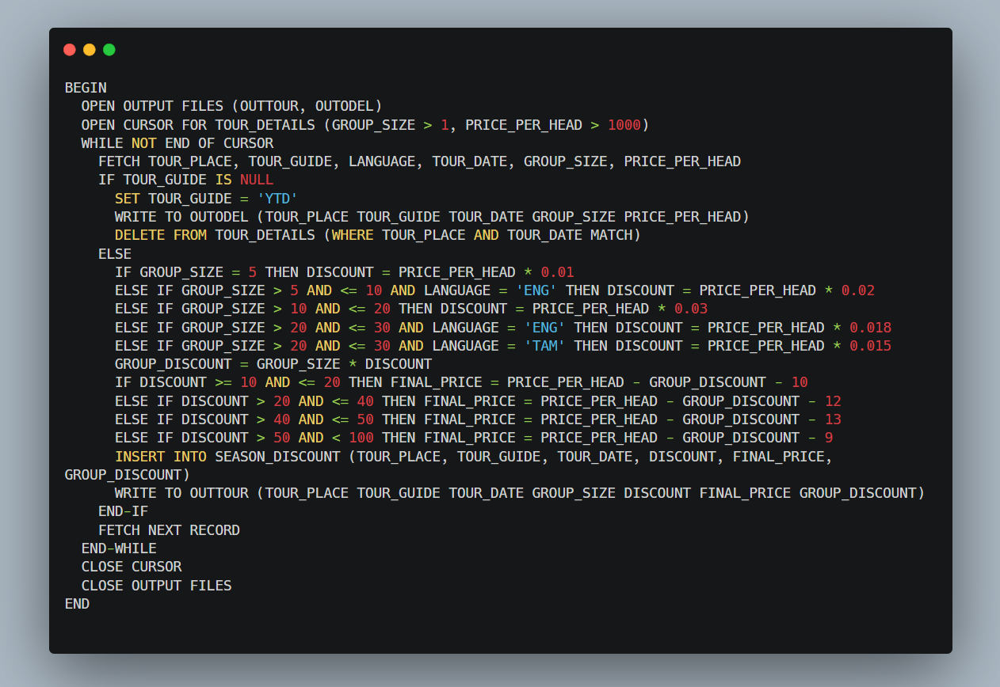 BEGIN
  OPEN OUTPUT FILES (OUTTOUR, OUTODEL)
  OPEN CURSOR FOR TOUR_DETAILS (GROUP_SIZE > 1, PRICE_PER_HEAD > 1000)
  WHILE NOT END OF CURSOR
    FETCH TOUR_PLACE, TOUR_GUIDE, LANGUAGE, TOUR_DATE, GROUP_SIZE, PRICE_PER_HEAD
    IF TOUR_GUIDE IS NULL
      SET TOUR_GUIDE = 'YTD'
      WRITE TO OUTODEL (TOUR_PLACE TOUR_GUIDE TOUR_DATE GROUP_SIZE PRICE_PER_HEAD)
      DELETE FROM TOUR_DETAILS (WHERE TOUR_PLACE AND TOUR_DATE MATCH)
    ELSE
      IF GROUP_SIZE = 5 THEN DISCOUNT = PRICE_PER_HEAD * 0.01
      ELSE IF GROUP_SIZE > 5 AND <= 10 AND LANGUAGE = 'ENG' THEN DISCOUNT = PRICE_PER_HEAD * 0.02
      ELSE IF GROUP_SIZE > 10 AND <= 20 THEN DISCOUNT = PRICE_PER_HEAD * 0.03
      ELSE IF GROUP_SIZE > 20 AND <= 30 AND LANGUAGE = 'ENG' THEN DISCOUNT = PRICE_PER_HEAD * 0.018
      ELSE IF GROUP_SIZE > 20 AND <= 30 AND LANGUAGE = 'TAM' THEN DISCOUNT = PRICE_PER_HEAD * 0.015
      GROUP_DISCOUNT = GROUP_SIZE * DISCOUNT
      IF DISCOUNT >= 10 AND <= 20 THEN FINAL_PRICE = PRICE_PER_HEAD - GROUP_DISCOUNT - 10
      ELSE IF DISCOUNT > 20 AND <= 40 THEN FINAL_PRICE = PRICE_PER_HEAD - GROUP_DISCOUNT - 12
      ELSE IF DISCOUNT > 40 AND <= 50 THEN FINAL_PRICE = PRICE_PER_HEAD - GROUP_DISCOUNT - 13
      ELSE IF DISCOUNT > 50 AND < 100 THEN FINAL_PRICE = PRICE_PER_HEAD - GROUP_DISCOUNT - 9
      INSERT INTO SEASON_DISCOUNT (TOUR_PLACE, TOUR_GUIDE, TOUR_DATE, DISCOUNT, FINAL_PRICE,
GROUP_DISCOUNT)
      WRITE TO OUTTOUR (TOUR_PLACE TOUR_GUIDE TOUR_DATE GROUP_SIZE DISCOUNT FINAL_PRICE GROUP_DISCOUNT)
    END-IF
    FETCH NEXT RECORD
  END-WHILE
  CLOSE CURSOR
  CLOSE OUTPUT FILES
END